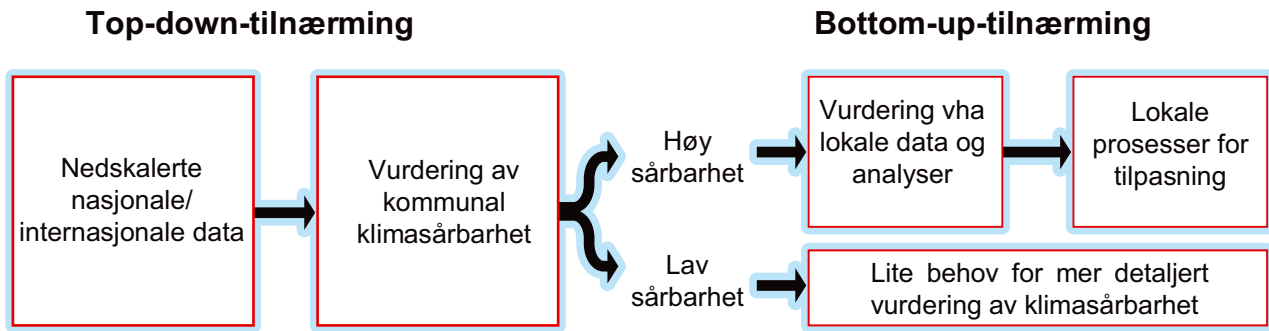 Top-down-tilnærming
Bottom-up-tilnærming
Nedskalerte
nasjonale/
internasjonale data
Vurdering av
kommunal
klimasårbarhet
Høy
sårbarhet
Vurdering vha
lokale data og
analyser
Lokale
prosesser for
tilpasning
Lav
sårbarhet
Lite behov for mer detaljert
vurdering av klimasårbarhet